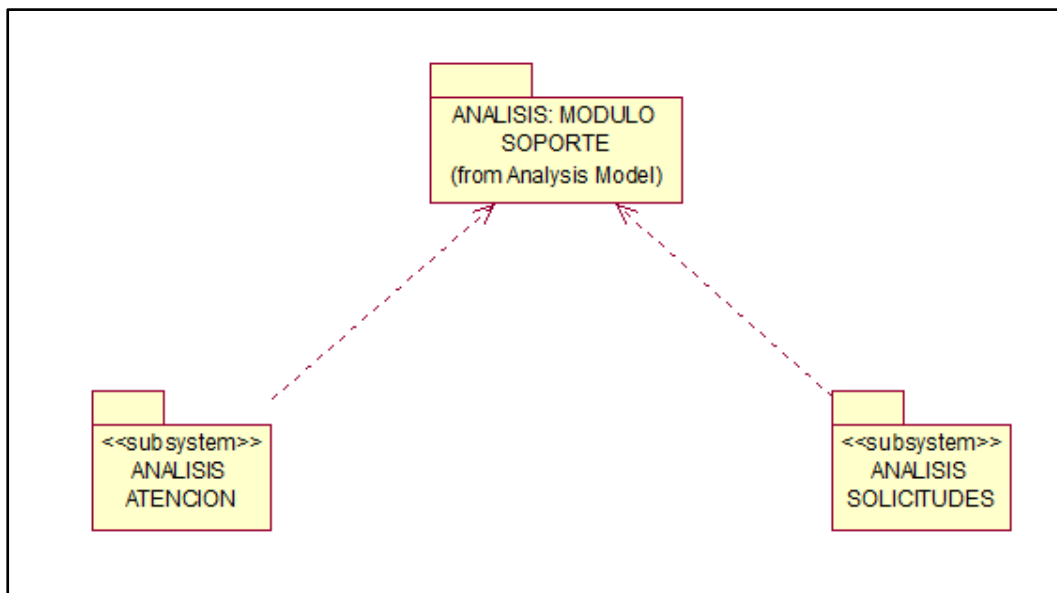 ANALISIS: MODULO
SOPORTE
(from Analysis Model)
<<subsystem>>
ANALISIS
ATENCION
<<subsystem>>
ANALISIS
SOLICITUDES